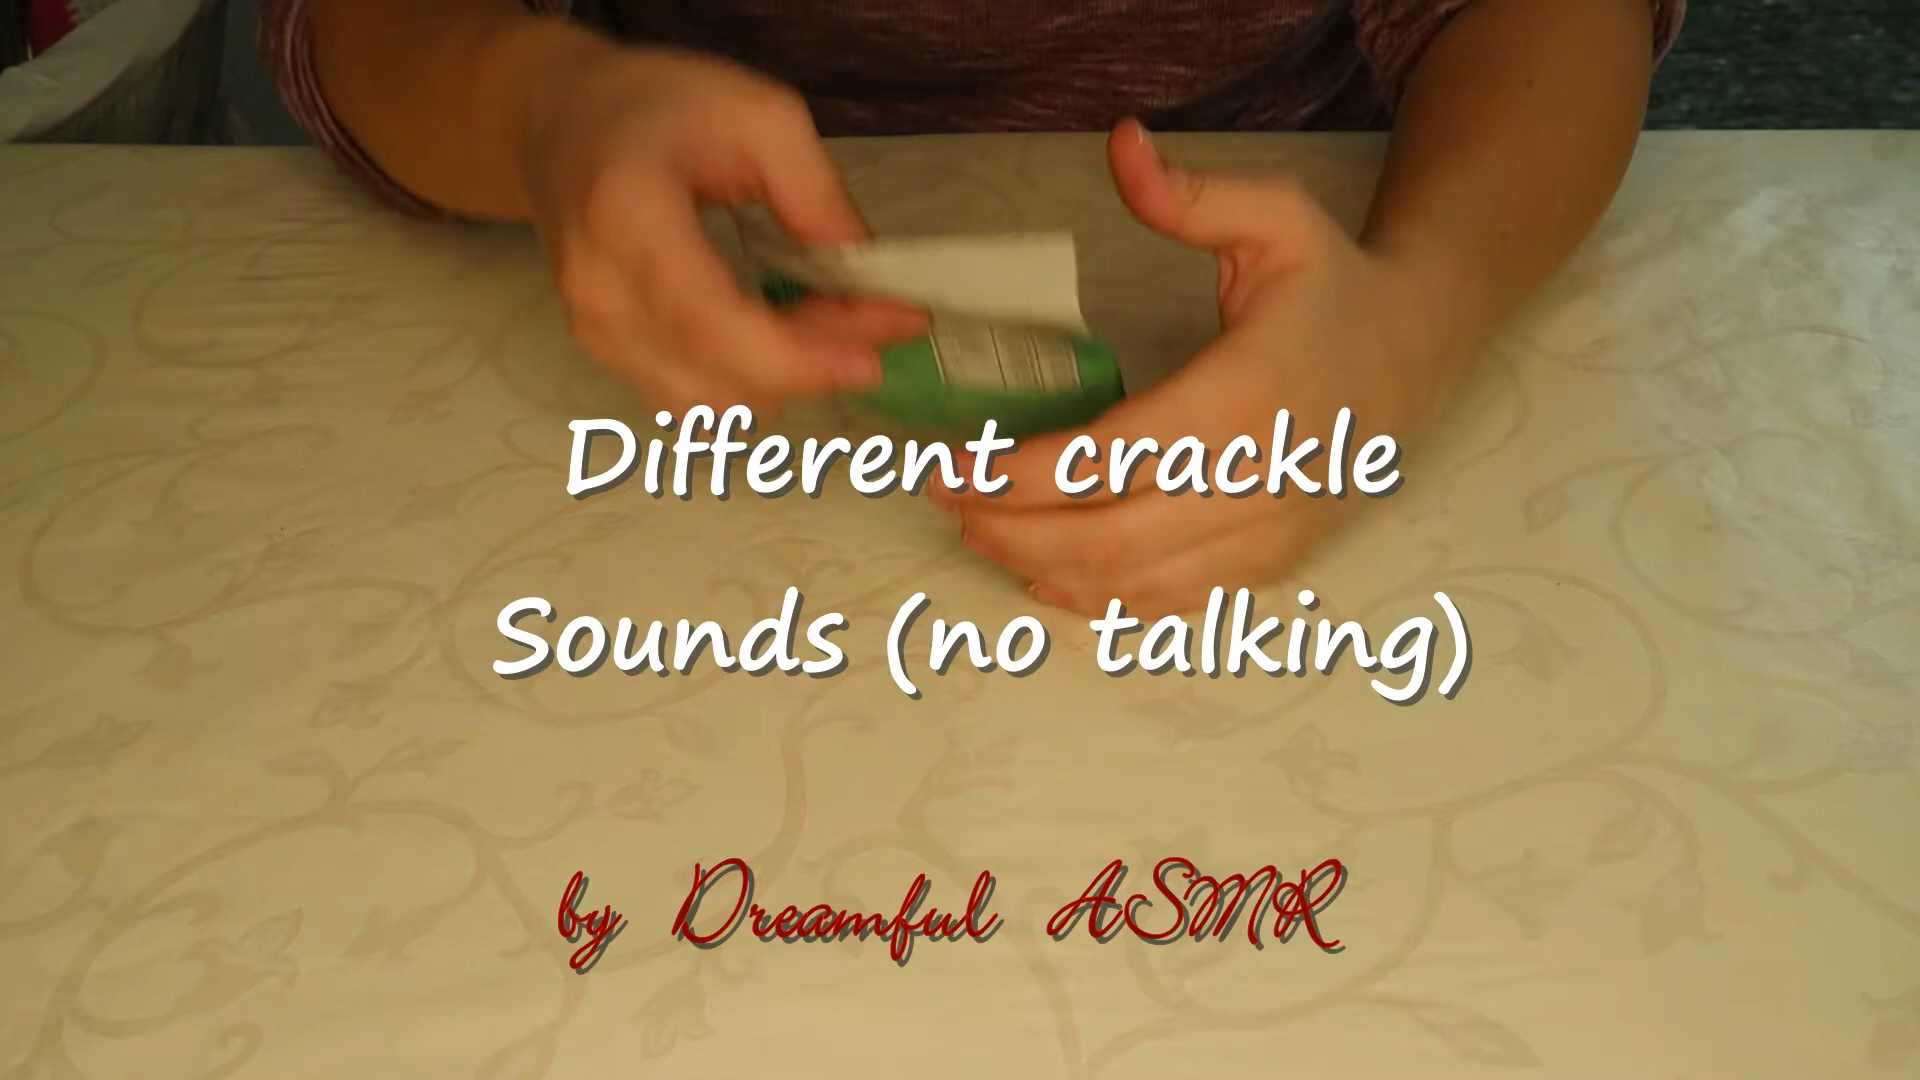 Different crackle
Sounds (no talking)
by Dreamful ASMR